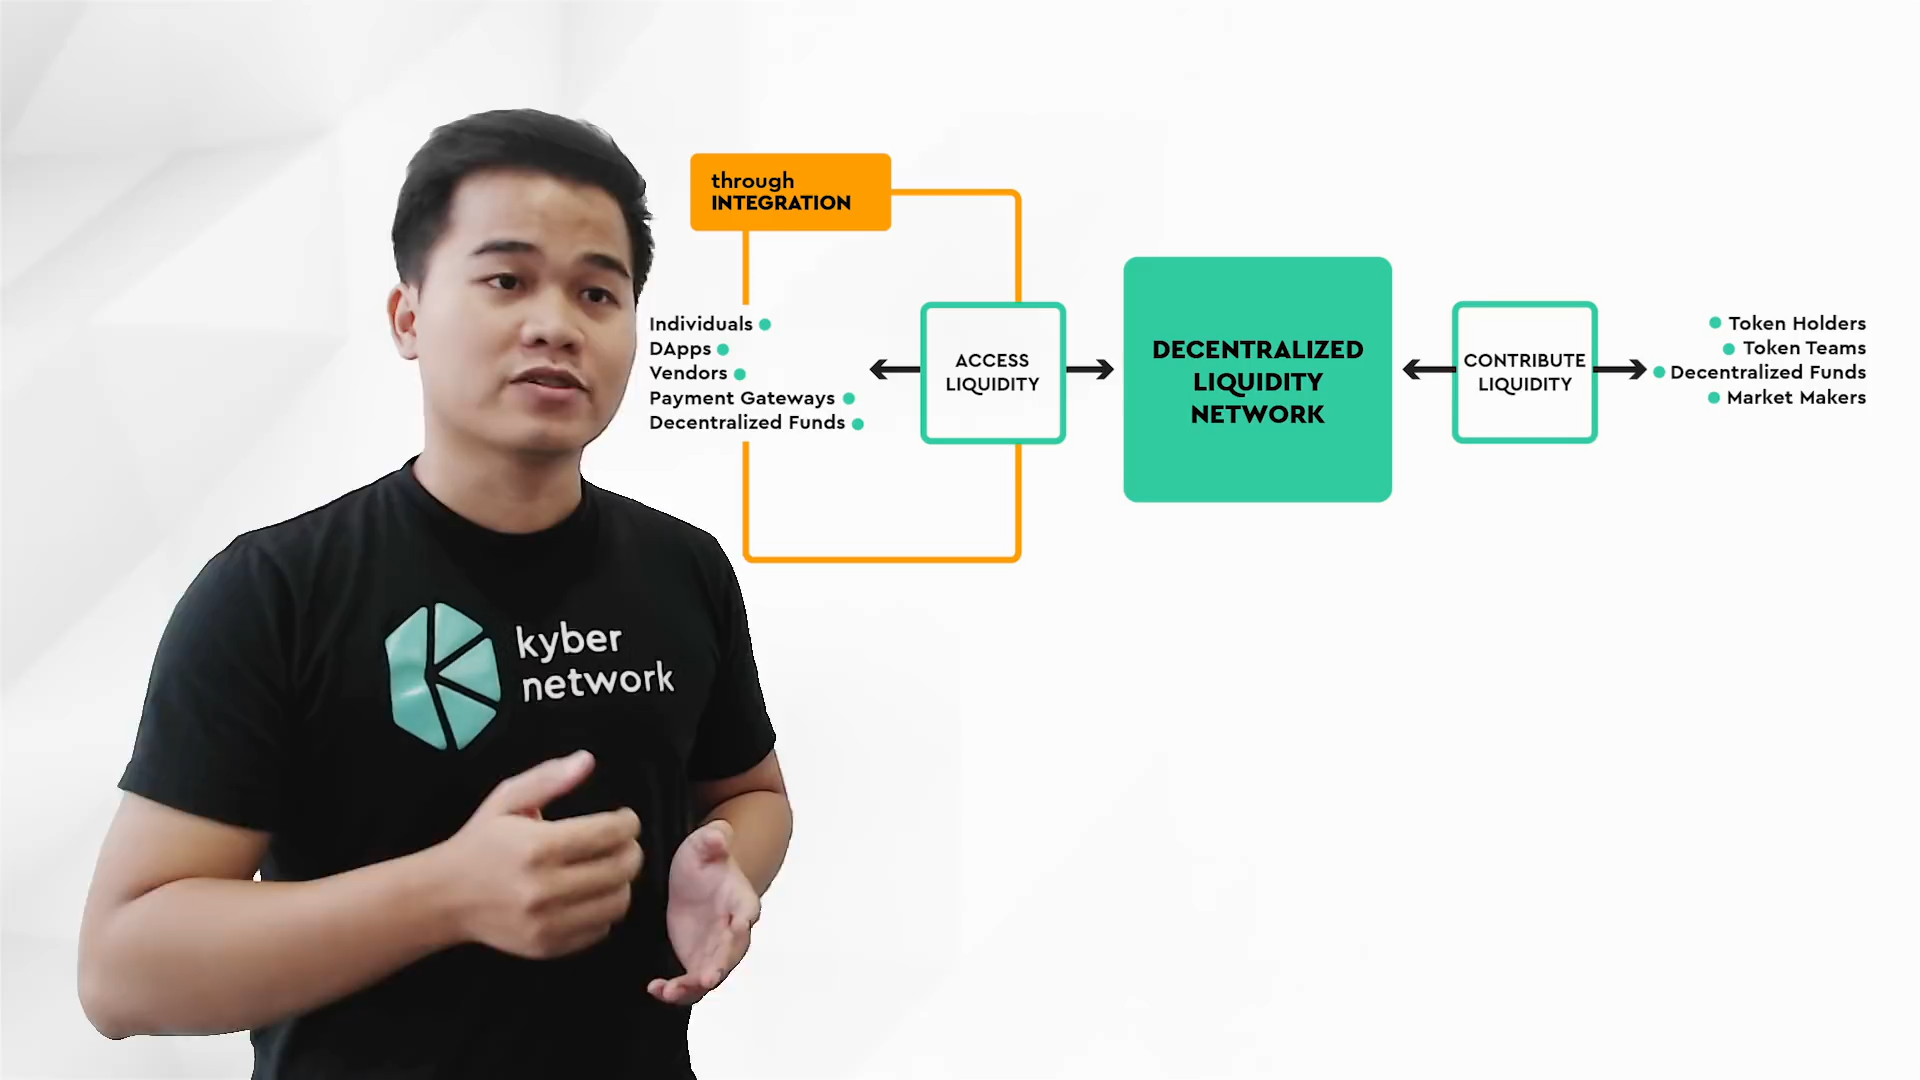 through
INTEGRATION
Individuals
DApps
Vendors
Payment Gateways
Decentralized Funds
ACCESS
LIQUIDITY
DECENTRALIZED
LIQUIDITY
NETWORK
CONTRIBUTE
LIQUIDITY
Token Holders
Token Teams
Decentralized Funds
Market Makers
kyber
network